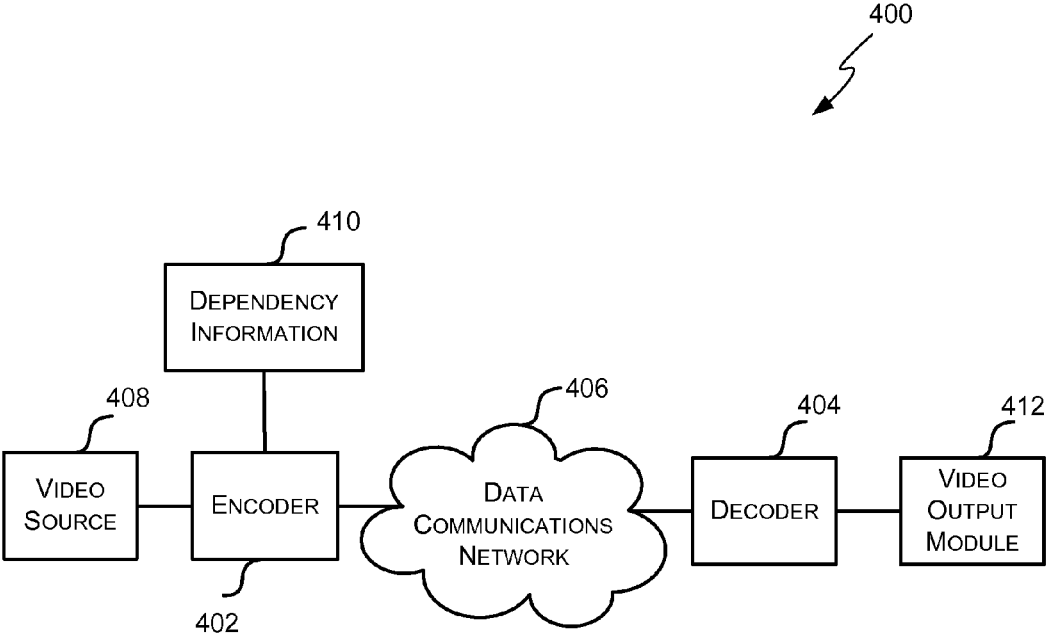 400
410
DEPENDENCY
INFORMATION
408
VIDEO
SOURCE
ENCODER
402
406
DATA
COMMUNICATIONS
NETWORK
404
DECODER
412
VIDEO
OUTPUT
MODULE